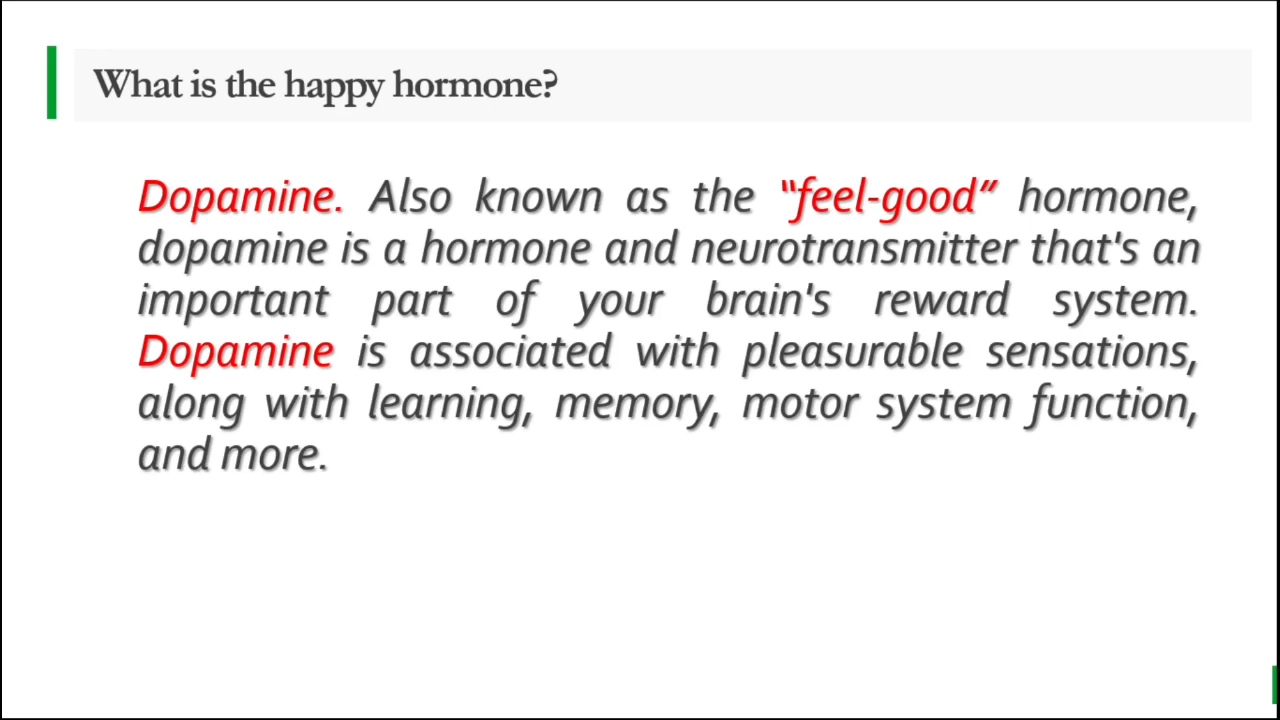 What is the happy hormone?
Dopamine. Also known as the “feel-good” hormone,
dopamine is a hormone and neurotransmitter that's an
important part of your brain's reward system.
Dopamine is associated with pleasurable sensations,
along with learning, memory, motor system function,
and more.